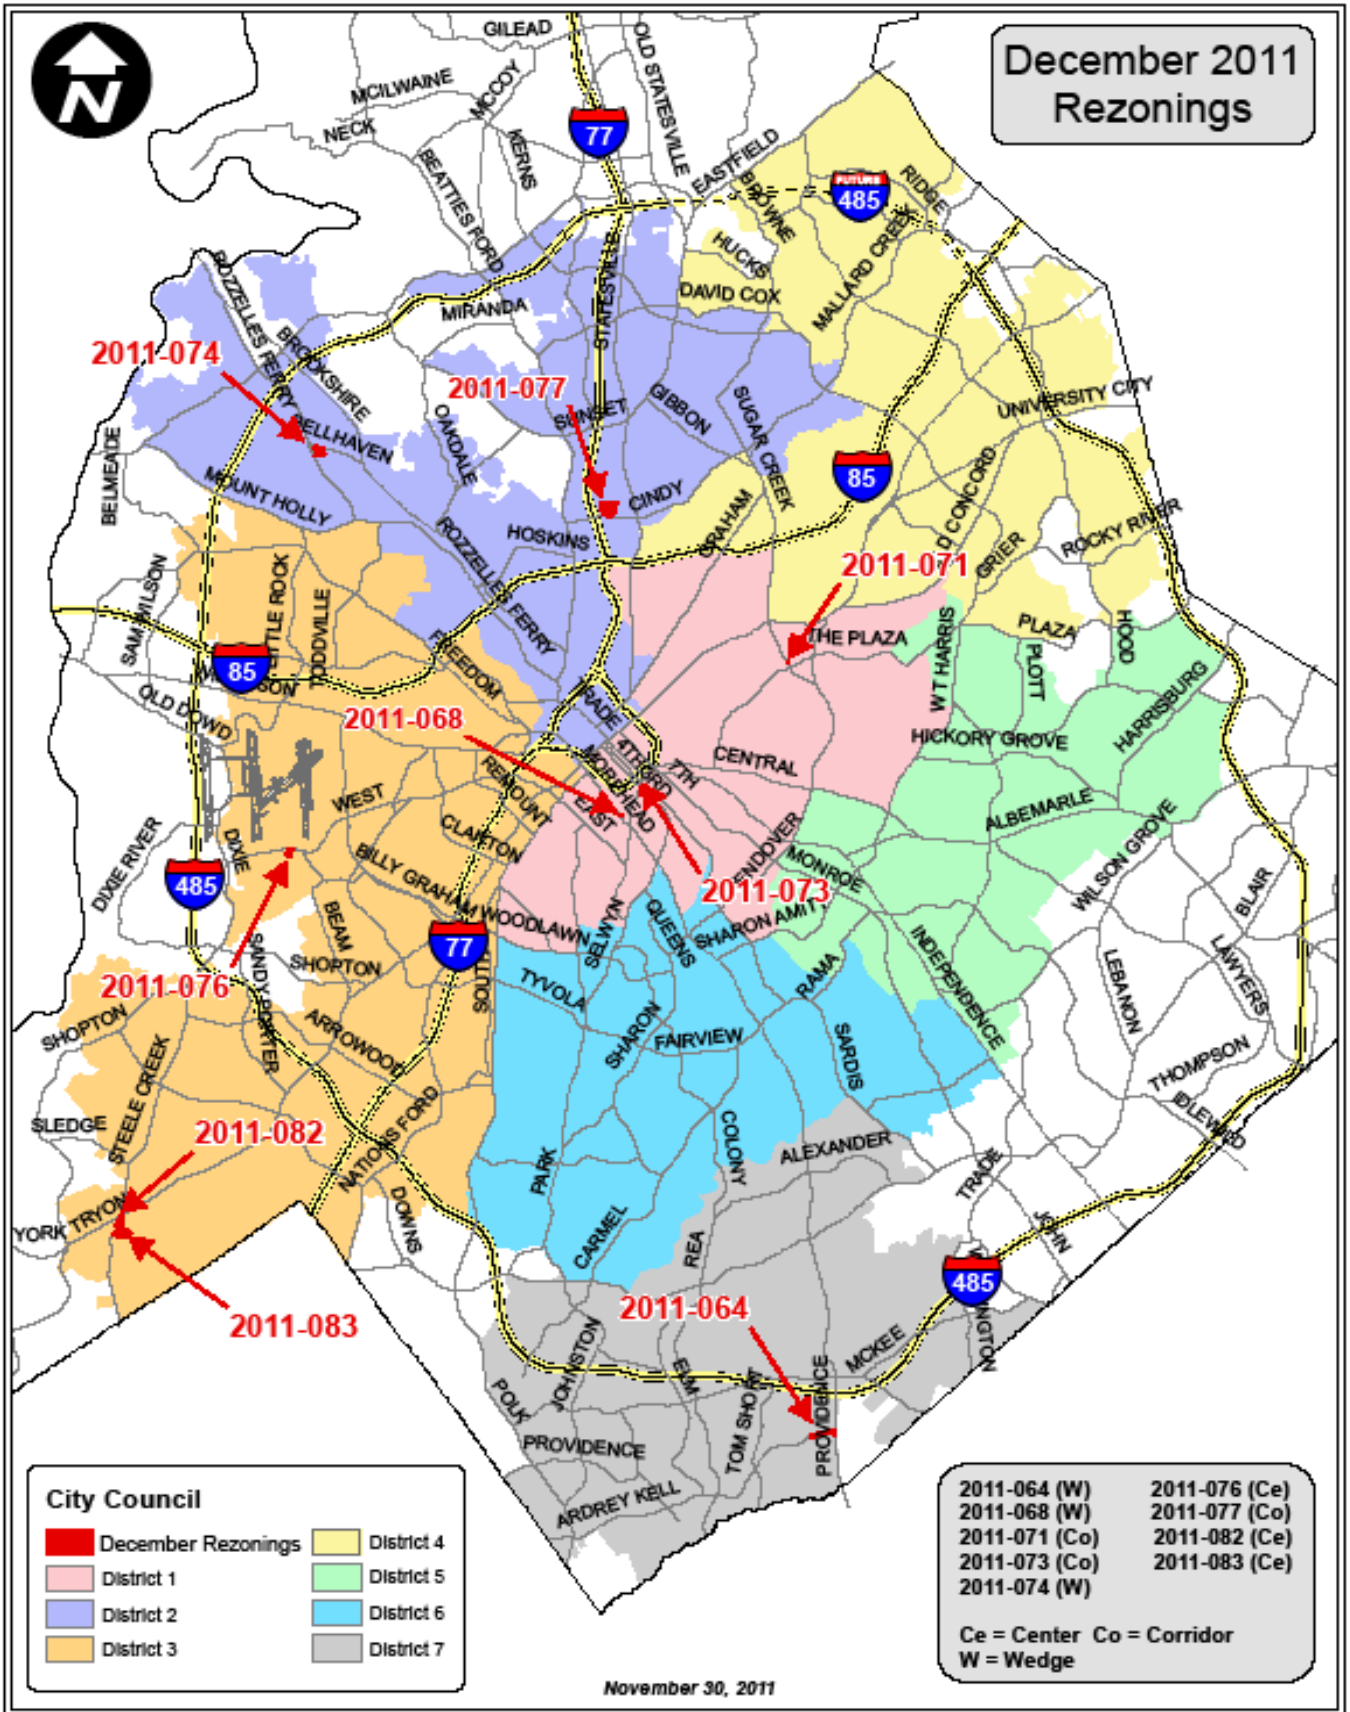 December 2011
Rezonings
N
GILEAD
OLD STATESVILLE
MCILWAINE
MCCOY
NECK
KERNS
77
BEATTIES FORD
EASTFIELD
BROWNE
FUTURE
485
RIDGE
HUCKS
MALLARD CREEK
DAVID COX
STATESVILLE
MIRANDA
ROZZELLES FERRY
BROOKSHIRE
2011-074
2011-077
SUNSET
GIBBON
SUGAR CREEK
UNIVERSITY CITY
BELLHAVEN
OAKDALE
BELMEADE
MOUNT HOLLY
85
CINDY
GRAHAM
HOSKINS
ROZZELLES FERRY
D CONCORD
GRIER
ROCKY RIVER
2011-071
SAM WILSON
LITTLE ROCK
TODDVILLE
THE PLAZA
WT HARRIS
PLAZA
PLOTT
HOOD
HARRISBURG
85
FREEDOM
OLD DOWD
TRADE
2011-068
HICKORY GROVE
4TH
7TH
CENTRAL
MOREHEAD
EAST
REMOUNT
WEST
CLANTON
ALBEMARLE
WILSON GROVE
DIXIE RIVER
DIXIE
485
BILLY GRAHAM
WOODLAWN
ENDOVER
MONROE
2011-073
SHARON AMITY
BLAIR
BEAM
77
SELWYN
QUEENS
INDEPENDENCE
LAWYERS
LEBANON
SHOPTON
SANDY PORTER
SOUTH
TYVOLA
RAMA
2011-076
SHOPTON
ARROWOOD
SHARON
FAIRVIEW
SARDIS
STEELE CREEK
THOMPSON
IDLEWILD
SLEDGE
2011-082
NATIONS FORD
COLONY
ALEXANDER
PARK
TRADE
JOHN
YORK
TRYON
DOWNS
CARMEL
REA
485
INGTON
2011-083
2011-064
JOHNSTON
ELM
MCKEE
POLK
TOM SHORT
PROVIDENCE
PROVIDENCE
ARDREY KELL
City Council
December Rezonings
District 1
District 2
District 3
District 4
District 5
District 6
District 7
2011-064 (W) 2011-076 (Ce)
2011-068 (W) 2011-077 (Co)
2011-071 (Co) 2011-082 (Ce)
2011-073 (Co) 2011-083 (Ce)
2011-074 (W)
Ce = Center Co = Corridor
W = Wedge
November 30, 2011